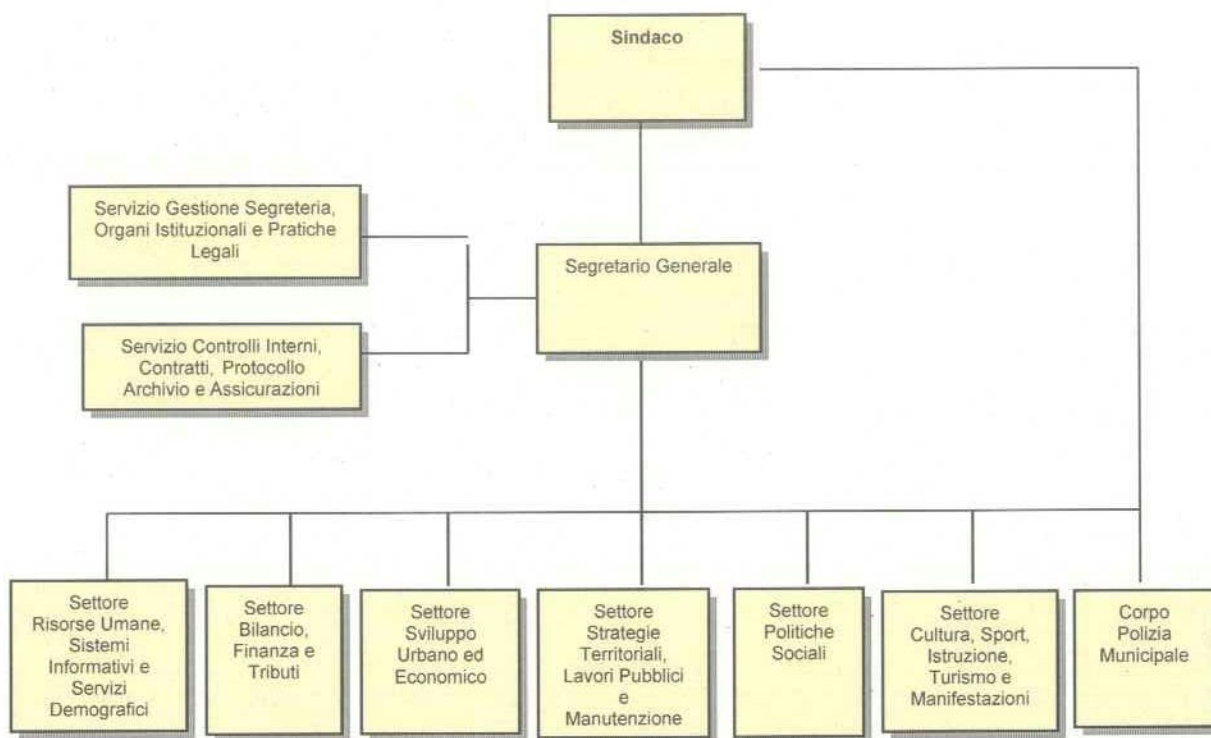 Sindaco
Servizio Gestione Segreteria,
Organi Istituzionali e Pratiche
Legali
Segretario Generale
Servizio Controlli Interni,
Contratti, Protocollo
Archivio e Assicurazioni
Settore
Risorse Umane,
Sistemi
Informativi e
Servizi
Demografici
Settore
Bilancio,
Finanza e
Tributi
Settore
Sviluppo
Urbano ed
Economico
Settore
Strategie
Territoriali,
Lavori Pubblici
e
Manutenzione
Settore
Politiche
Sociali
Settore
Cultura, Sport,
Istruzione,
Turismo e
Manifestazioni
Corpo
Polizia
Municipale